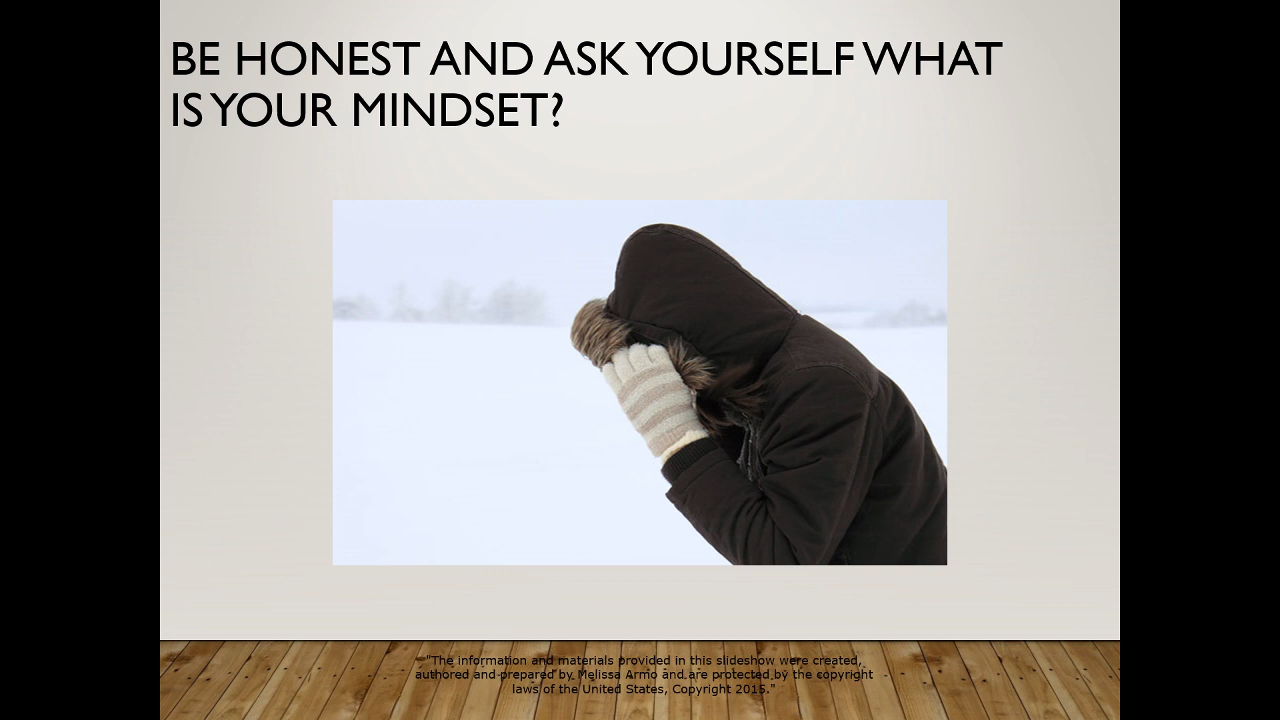 BE HONEST AND ASK YOURSELF WHAT
IS YOUR MINDSET?
"The information and materials provided in this slideshow were created,
authored and prepared by Melissa Armo and are protected by the copyright
laws of the United States, Copyright 2015."